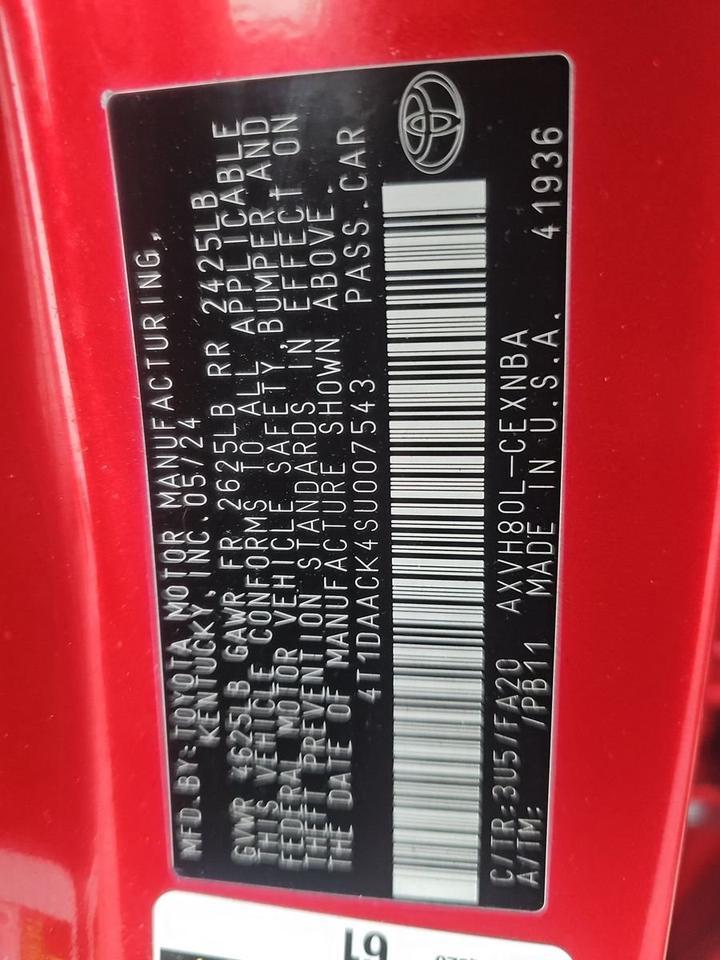 MFD.BY:TOYOTA MOTOR MANUFACTURING,
KENTUCKY, INC.05/24
GVWR 4625LB GAWR FR 2625LB RR 2425LB
THIS VEHICLE CONFORMS TO ALL APPLICABLE
FEDERAL MOTOR VEHICLE SAFETY, BUMPER, AND
THEFT PREVENTION STANDARDS IN EFFECT ON
THE DATE OF MANUFACTURE SHOWN ABOVE.
4T1DAACK4SU007543 PASS.CAR
C/TR:3U5/FA20 AXVH80L-CEXNBA
A/TM: /PB11 MADE IN U.S.A. 41936
61